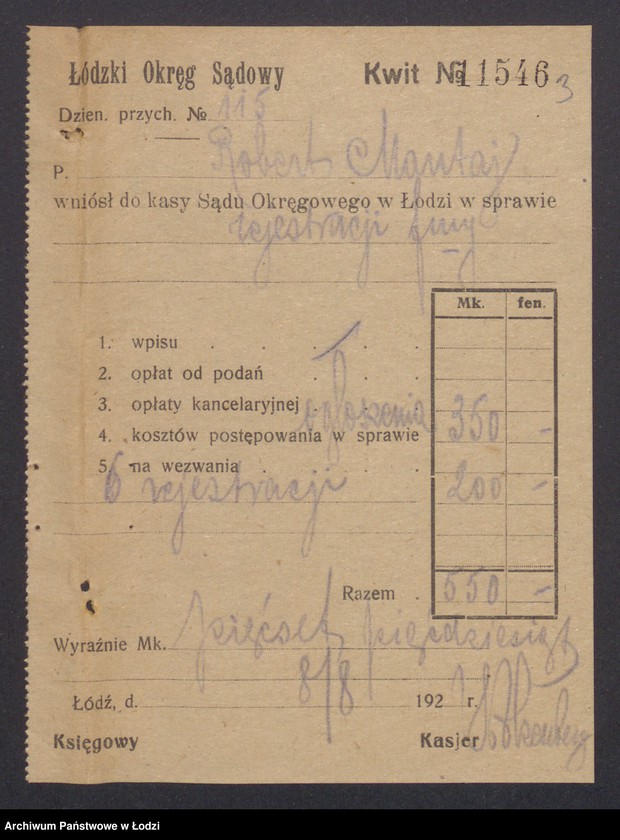 Łódzki Okręg Sądowy Kwit № 11546
3
Dzien. przych. № 115
P. Robert Mantaj
wniósł do kasy Sądu Okręgowego w Łodzi w sprawie
rejestracji firmy
Mk. fen.
1. wpisu
2. opłat od podań
3. opłaty kancelaryjnej
ogłoszenia
4. kosztów postępowania w sprawie 350 -
5. na wezwania
6 rejestracji 200 -
Razem 550 -
Wyraźnie Mk. pięćset pięćdziesiąt
Łódź, d. 8/8 192 r.
Księgowy Kasjer
Archiwum Państwowe w Łodzi